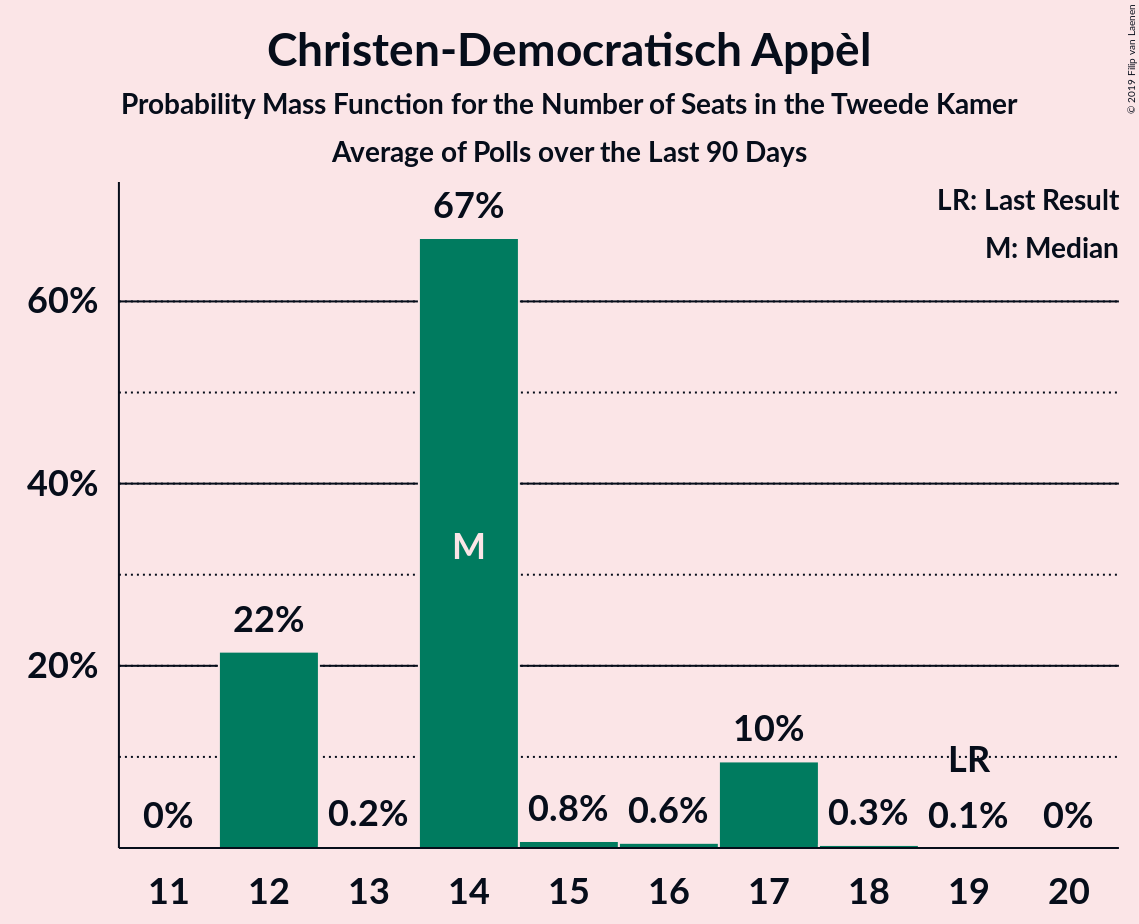 Christen-Democratisch Appèl
Probability Mass Function for the Number of Seats in the Tweede Kamer
Average of Polls over the Last 90 Days
© 2019 Filip van Laenen
LR: Last Result
M: Median
67%
60%
40%
M
22%
20%
10%
LR
0%
0.2%
0.8%
0.6%
0.3%
0.1%
0%
11 12 13 14 15 16 17 18 19 20